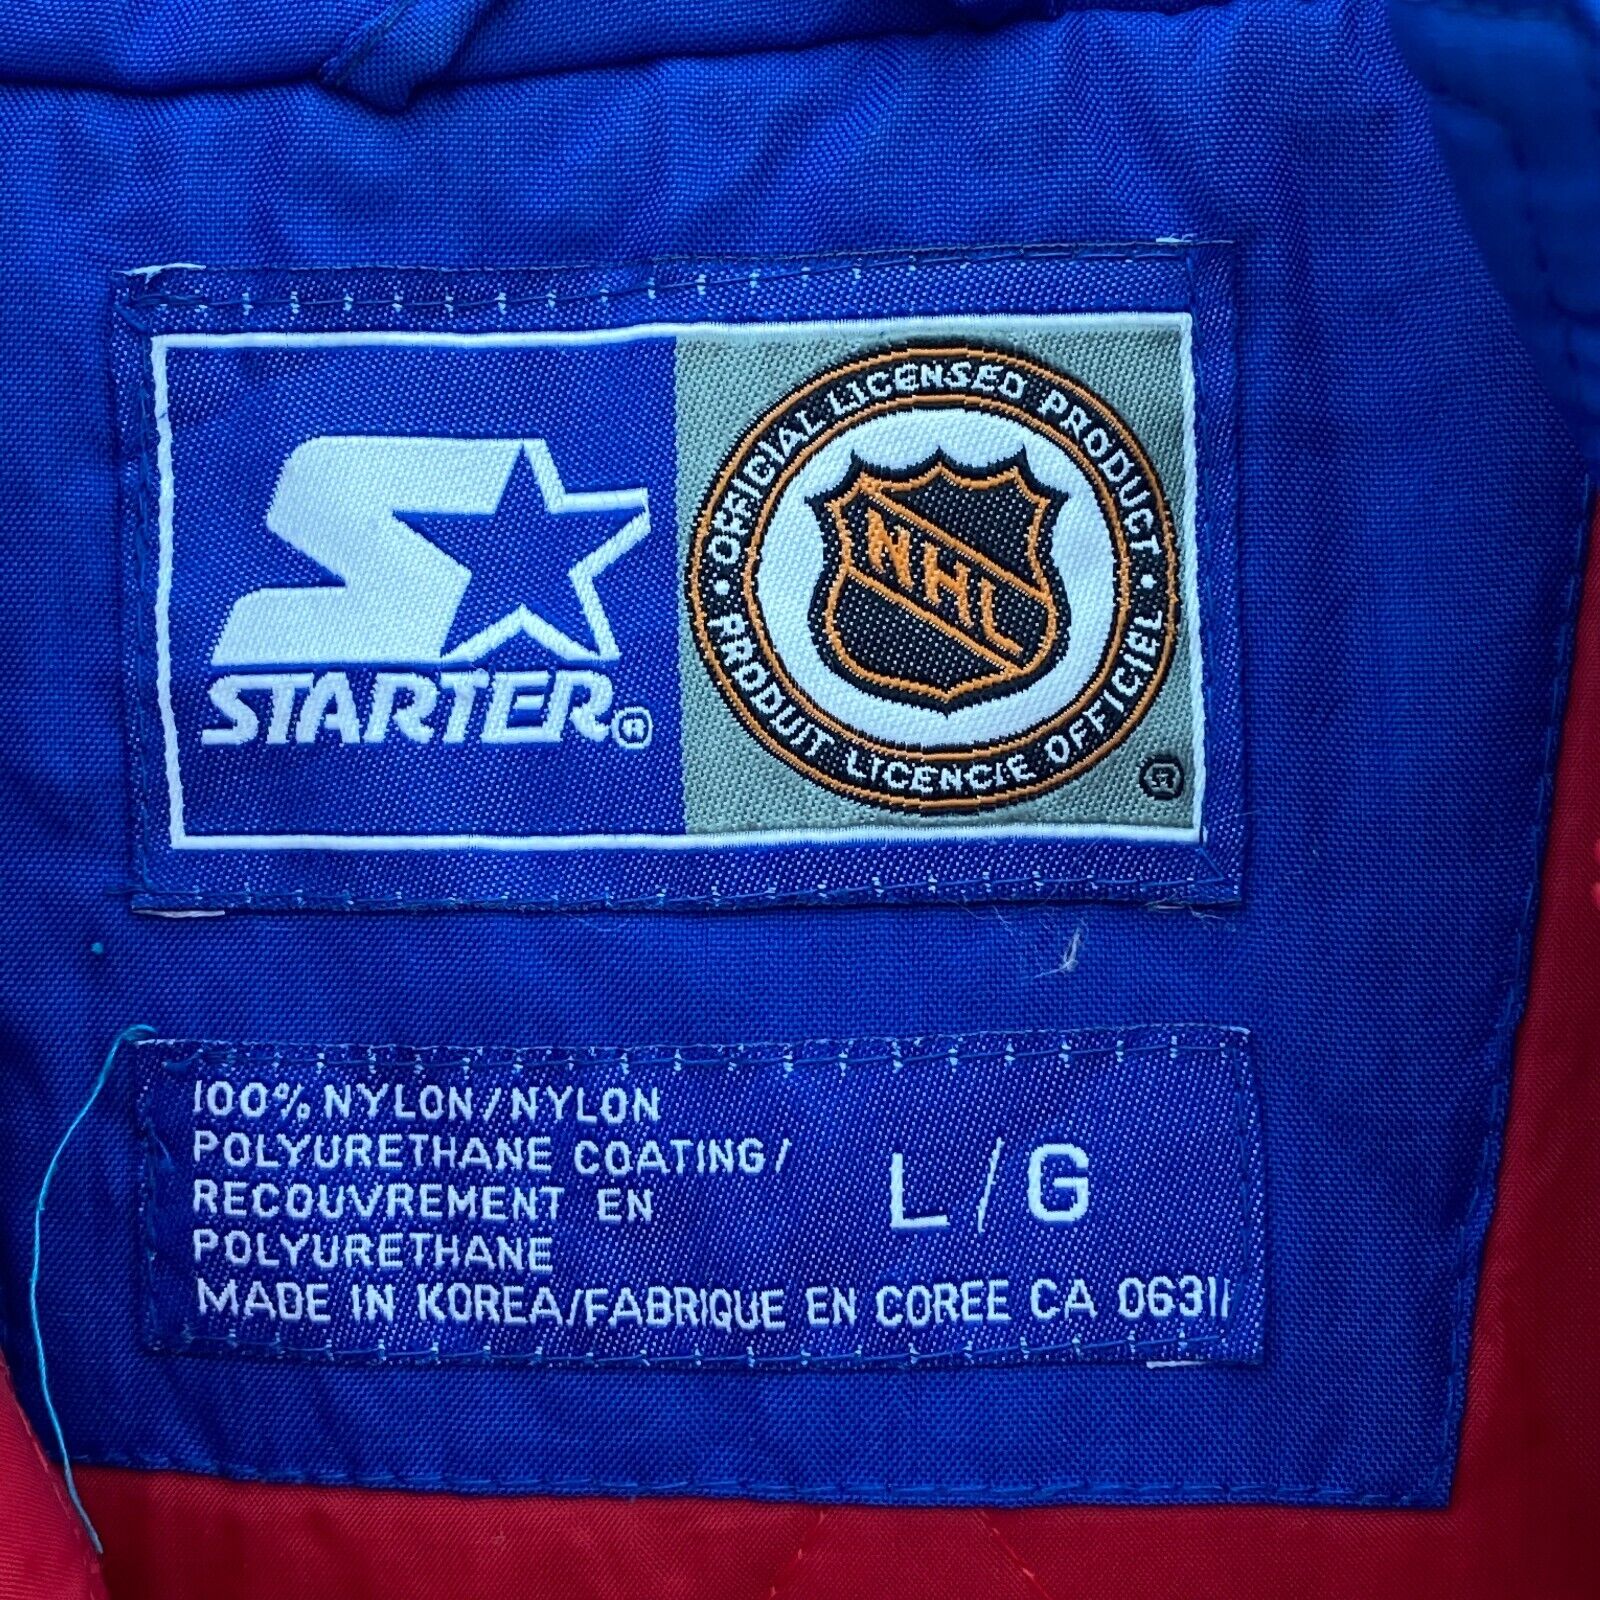 STARTER®
OFFICIAL LICENSED PRODUCT •
PRODUIT LICENCIE OFFICIEL •
NHL
®
100% NYLON/NYLON
POLYURETHANE COATING/
RECOUVREMENT EN
POLYURETHANE
L/G
MADE IN KOREA/FABRIQUE EN COREE CA